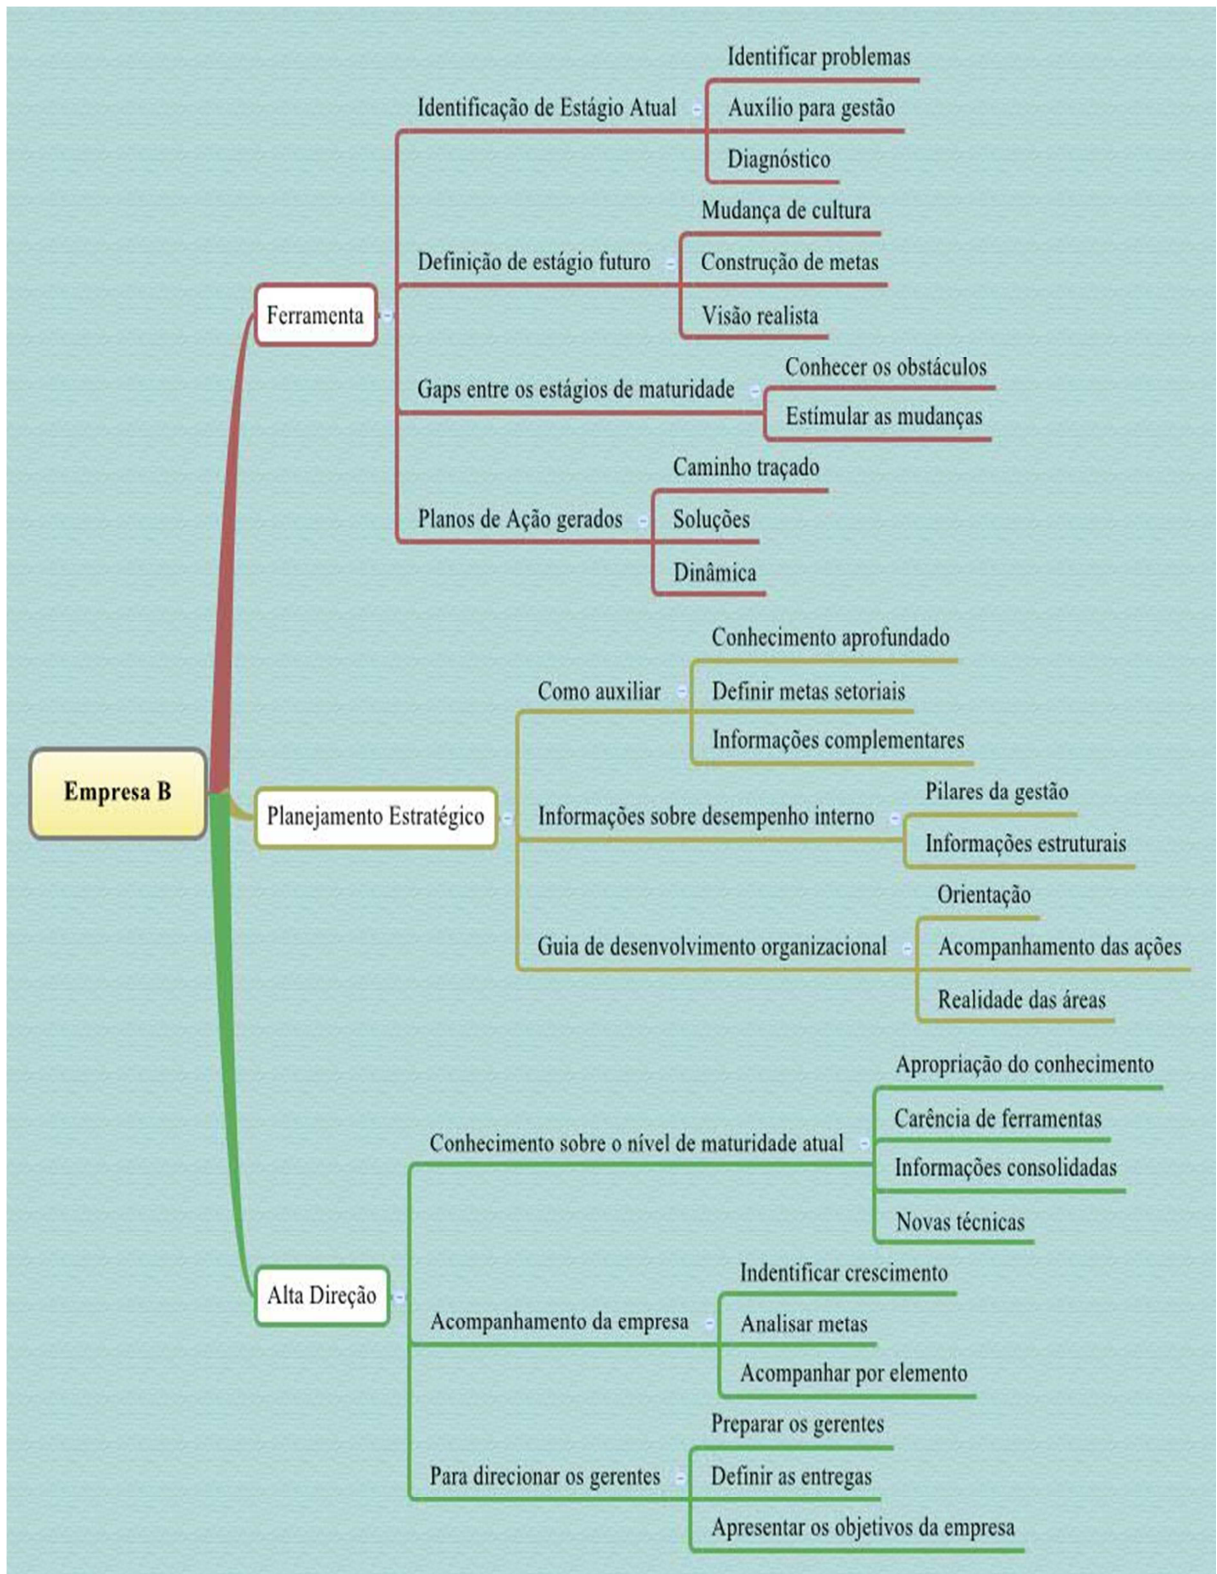 Empresa B
Ferramenta
Identificação de Estágio Atual
Identificar problemas
Auxílio para gestão
Diagnóstico
Definição de estágio futuro
Mudança de cultura
Construção de metas
Visão realista
Gaps entre os estágios de maturidade
Conhecer os obstáculos
Estimular as mudanças
Planos de Ação gerados
Caminho traçado
Soluções
Dinâmica
Planejamento Estratégico
Como auxiliar
Conhecimento aprofundado
Definir metas setoriais
Informações complementares
Informações sobre desempenho interno
Pilares da gestão
Informações estruturais
Guia de desenvolvimento organizacional
Orientação
Acompanhamento das ações
Realidade das áreas
Alta Direção
Conhecimento sobre o nível de maturidade atual
Apropriação do conhecimento
Carência de ferramentas
Informações consolidadas
Novas técnicas
Acompanhamento da empresa
Indentificar crescimento
Analisar metas
Acompanhar por elemento
Para direcionar os gerentes
Preparar os gerentes
Definir as entregas
Apresentar os objetivos da empresa